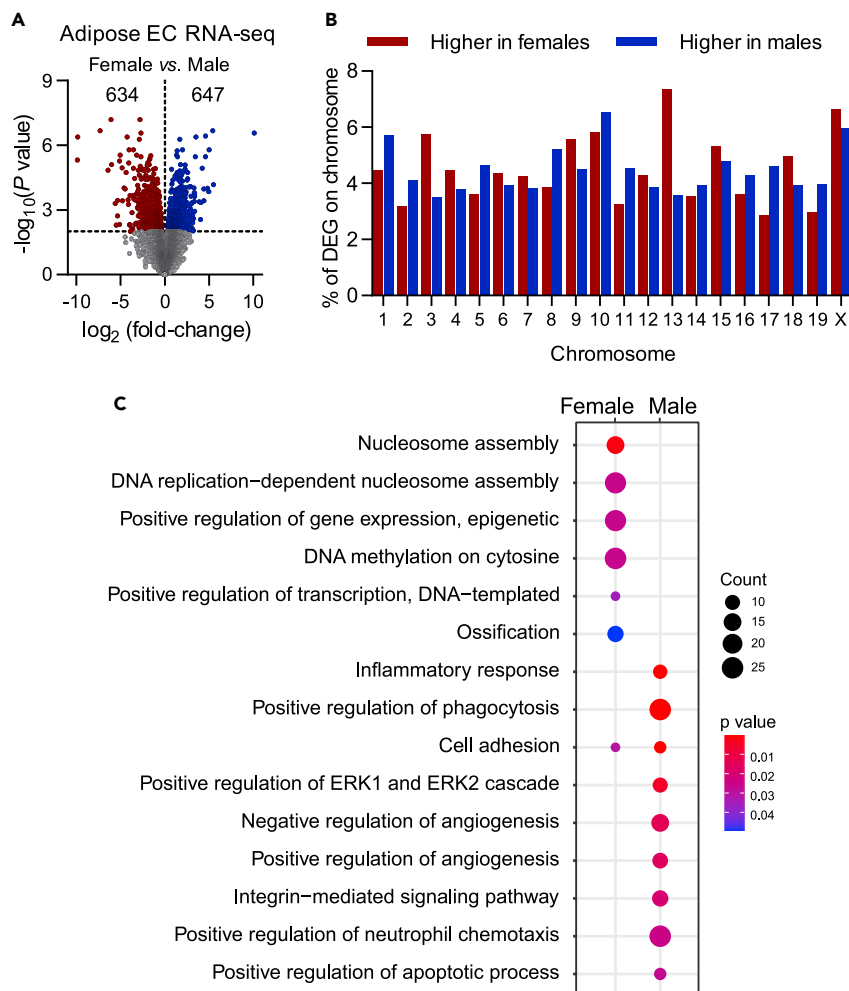 A
Adipose EC RNA-seq
Female vs. Male
634 647
9
6
3
0
-log10(P value)
-10 -5 0 5 10
log2 (fold-change)
B
Higher in females
Higher in males
8
6
4
2
0
% of DEG on chromosome
1 2 3 4 5 6 7 8 9 10 11 12 13 14 15 16 17 18 19 X
Chromosome
C
Female Male
Nucleosome assembly
DNA replication−dependent nucleosome assembly
Positive regulation of gene expression, epigenetic
DNA methylation on cytosine
Positive regulation of transcription, DNA−templated
Ossification
Inflammatory response
Positive regulation of phagocytosis
Cell adhesion
Positive regulation of ERK1 and ERK2 cascade
Negative regulation of angiogenesis
Positive regulation of angiogenesis
Integrin−mediated signaling pathway
Positive regulation of neutrophil chemotaxis
Positive regulation of apoptotic process
Count
10
15
20
25
p value
0.01
0.02
0.03
0.04